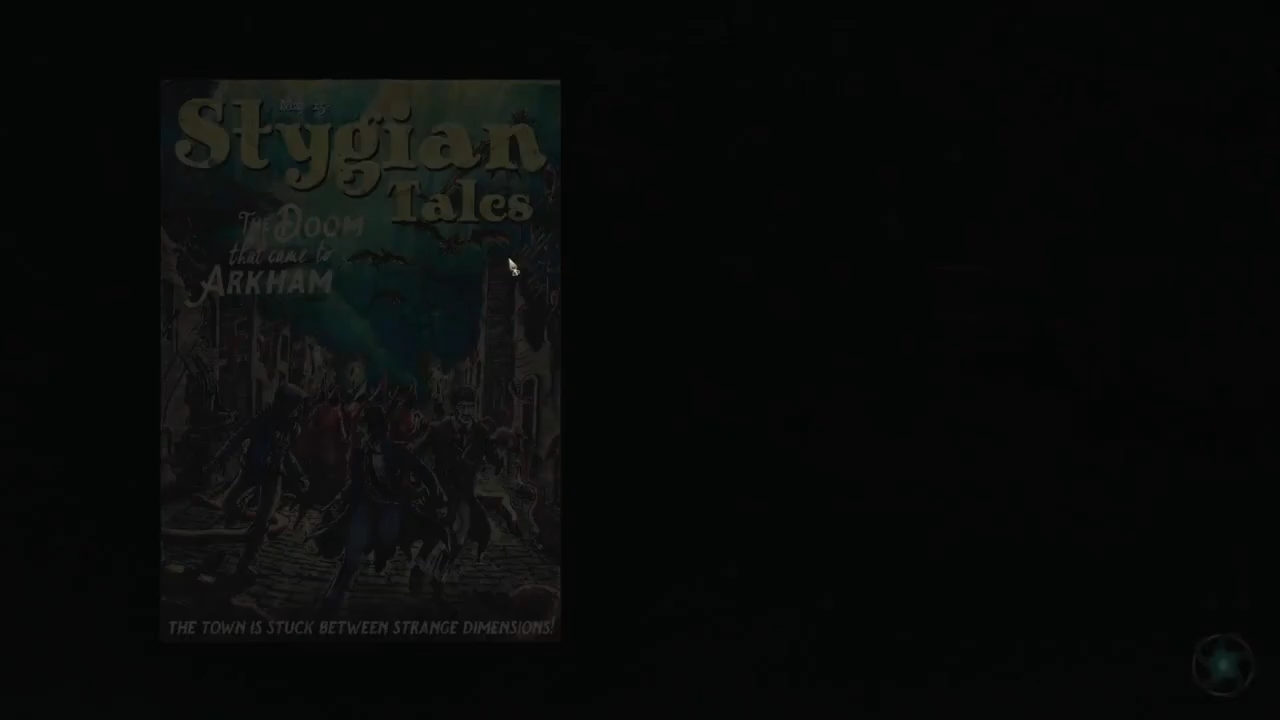 Stygian
Tales
THE DOOM
that came to
ARKHAM
THE TOWN IS STUCK BETWEEN STRANGE DIMENSIONS!